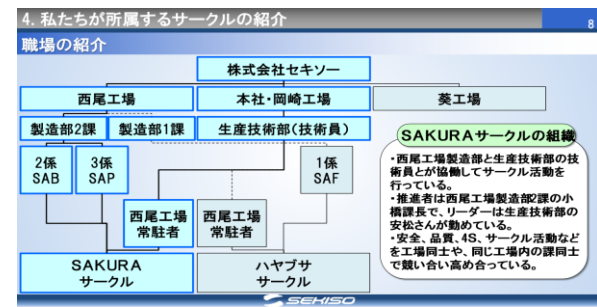 4. 私たちが所属するサークルの紹介
8
職場の紹介
株式会社セキソー
西尾工場
本社・岡崎工場
葵工場
製造部2課
製造部1課
生産技術部(技術員)
2係
SAB
3係
SAP
1係
SAF
西尾工場
常駐者
西尾工場
常駐者
SAKURA
サークル
ハヤブサ
サークル
SAKURAサークルの組織
・西尾工場製造部と生産技術部の技
術員とが協働してサークル活動を
行っている。
・推進者は西尾工場製造部2課の小
橋課長で、リーダーは生産技術部の
安松さんが勤めている。
・安全、品質、4S、サークル活動など
を工場同士や、同じ工場内の課同士
で競い合い高め合っている。
SEKISO